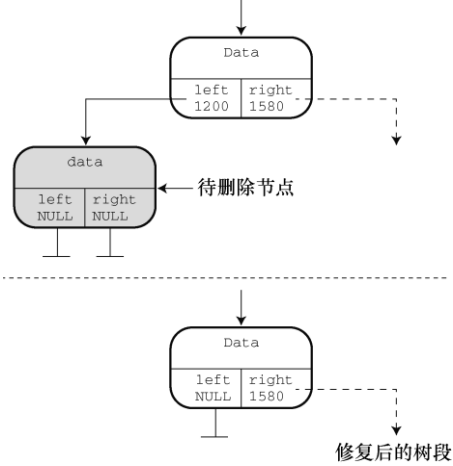 Data
left right
1200 1580
data
待删除节点
left right
NULL NULL
Data
left right
NULL 1580
修复后的树段